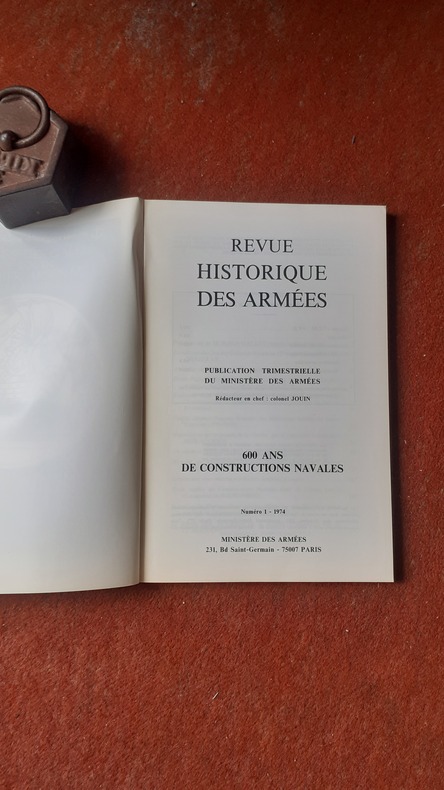 REVUE
HISTORIQUE
DES ARMÉES
PUBLICATION TRIMESTRIELLE
DU MINISTÈRE DES ARMÉES
Rédacteur en chef : colonel JOUIN
600 ANS
DE CONSTRUCTIONS NAVALES
Numéro 1 - 1974
MINISTÈRE DES ARMÉES
231, Bd Saint-Germain - 75007 PARIS